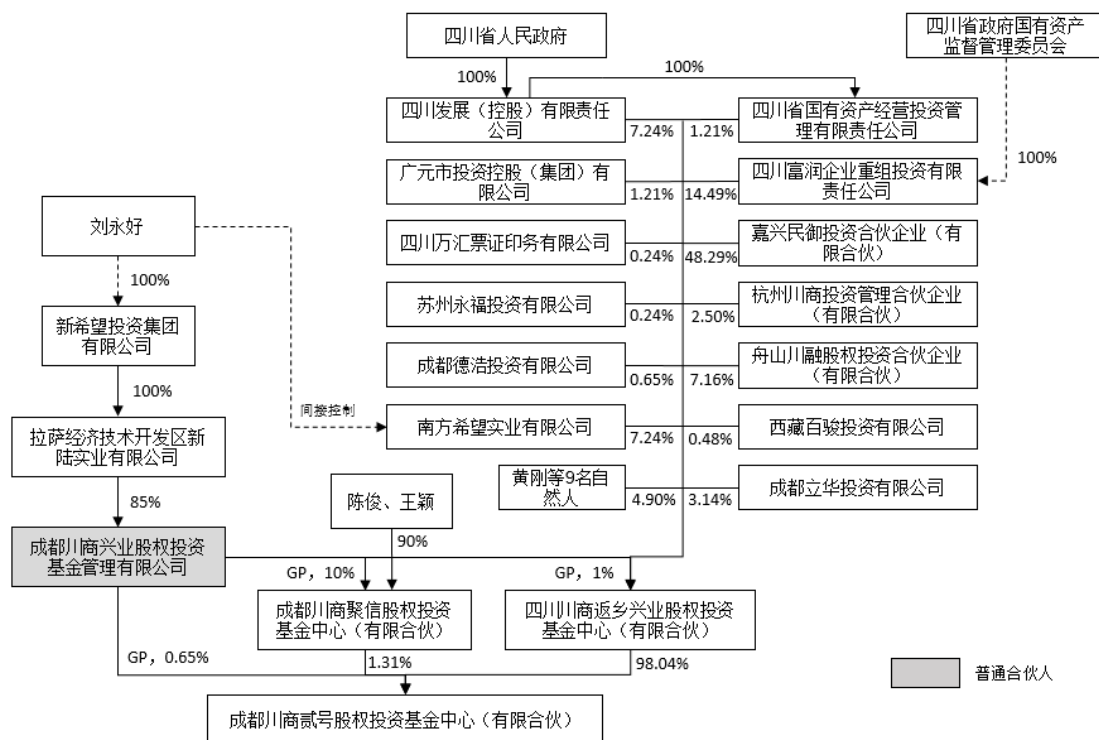 四川省人民政府
四川省政府国有资产
监督管理委员会
100%
100%
四川发展（控股）有限责任
公司
7.24%
1.21%
四川省国有资产经营投资管
理有限责任公司
广元市投资控股（集团）有
限公司
1.21%
14.49%
四川富润企业重组投资有限
责任公司
100%
刘永好
四川万汇票证印务有限公司
0.24%
48.29%
嘉兴民御投资合伙企业（有
限合伙）
100%
新希望投资集团
有限公司
苏州永福投资有限公司
0.24%
2.50%
杭州川商投资管理合伙企业
（有限合伙）
成都德浩投资有限公司
0.65%
7.16%
舟山川融股权投资合伙企业
（有限合伙）
100%
间接控制
拉萨经济技术开发区新
陆实业有限公司
南方希望实业有限公司
7.24%
0.48%
西藏百骏投资有限公司
黄刚等9名自
然人
4.90%
3.14%
成都立华投资有限公司
85%
陈俊、王颖
90%
成都川商兴业股权投资
基金管理有限公司
GP，10%
GP，1%
成都川商聚信股权投资
基金中心（有限合伙）
四川川商返乡兴业股权投资
基金中心（有限合伙）
GP，0.65%
1.31%
98.04%
普通合伙人
成都川商贰号股权投资基金中心（有限合伙）